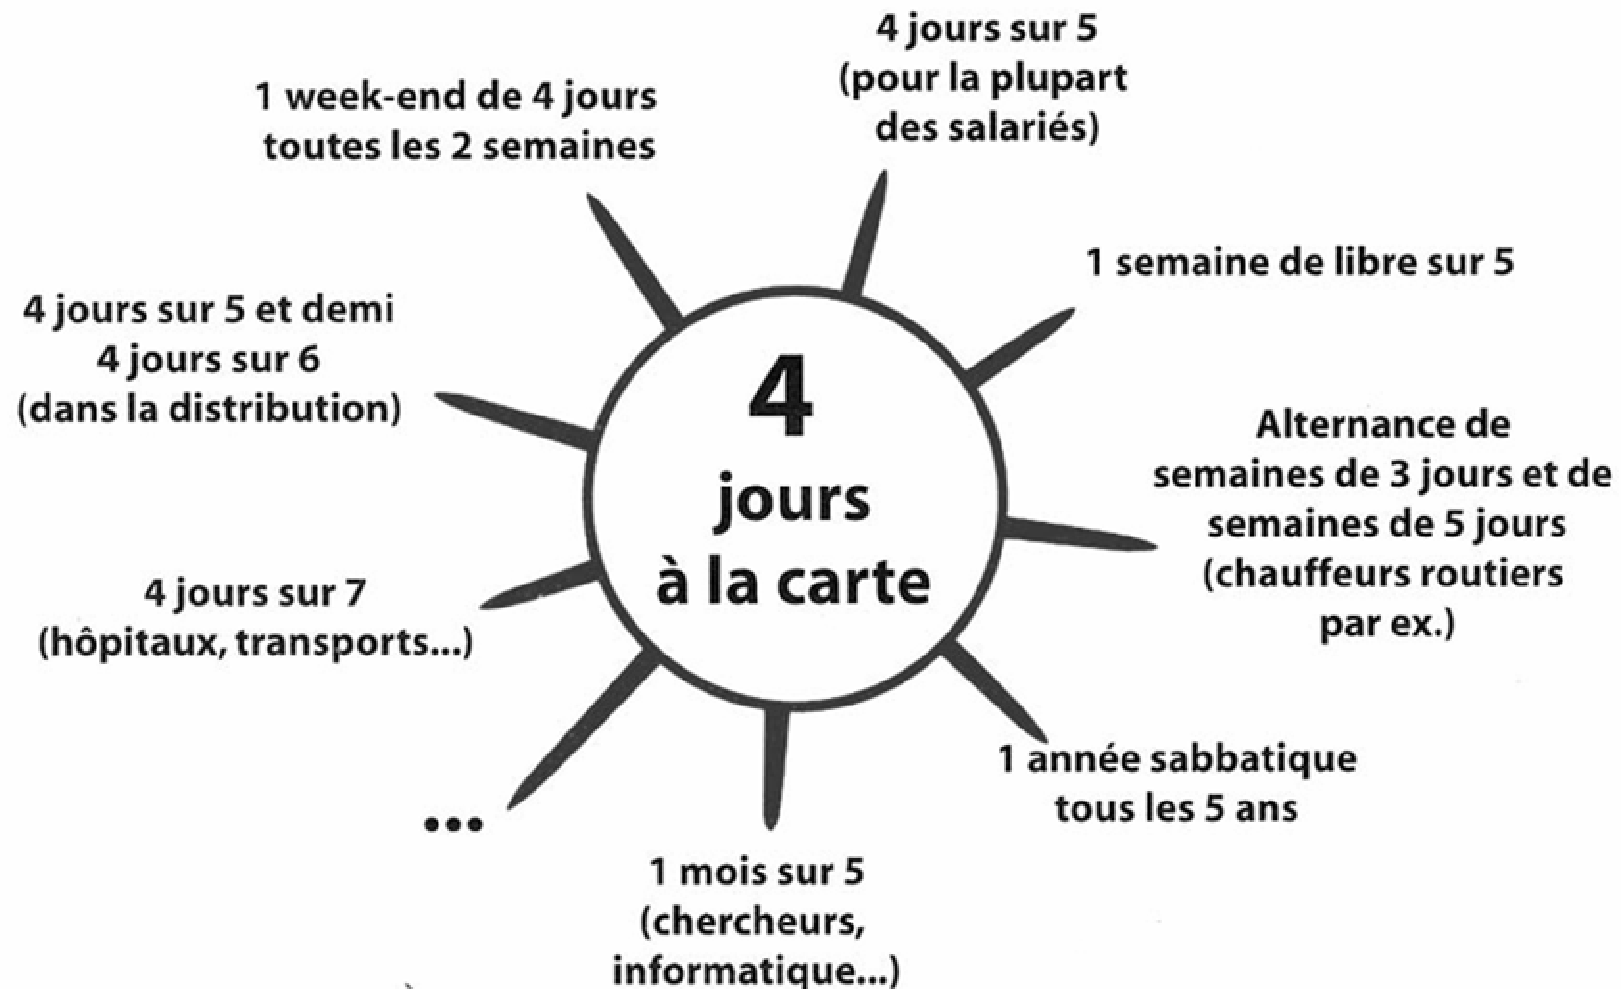 4 jours sur 5
(pour la plupart
des salariés)
1 week-end de 4 jours
toutes les 2 semaines
1 semaine de libre sur 5
4 jours sur 5 et demi
4 jours sur 6
(dans la distribution)
4
jours
à la carte
Alternance de
semaines de 3 jours et de
semaines de 5 jours
(chauffeurs routiers
par ex.)
4 jours sur 7
(hôpitaux, transports...)
1 année sabbatique
tous les 5 ans
...
1 mois sur 5
(chercheurs,
informatique...)